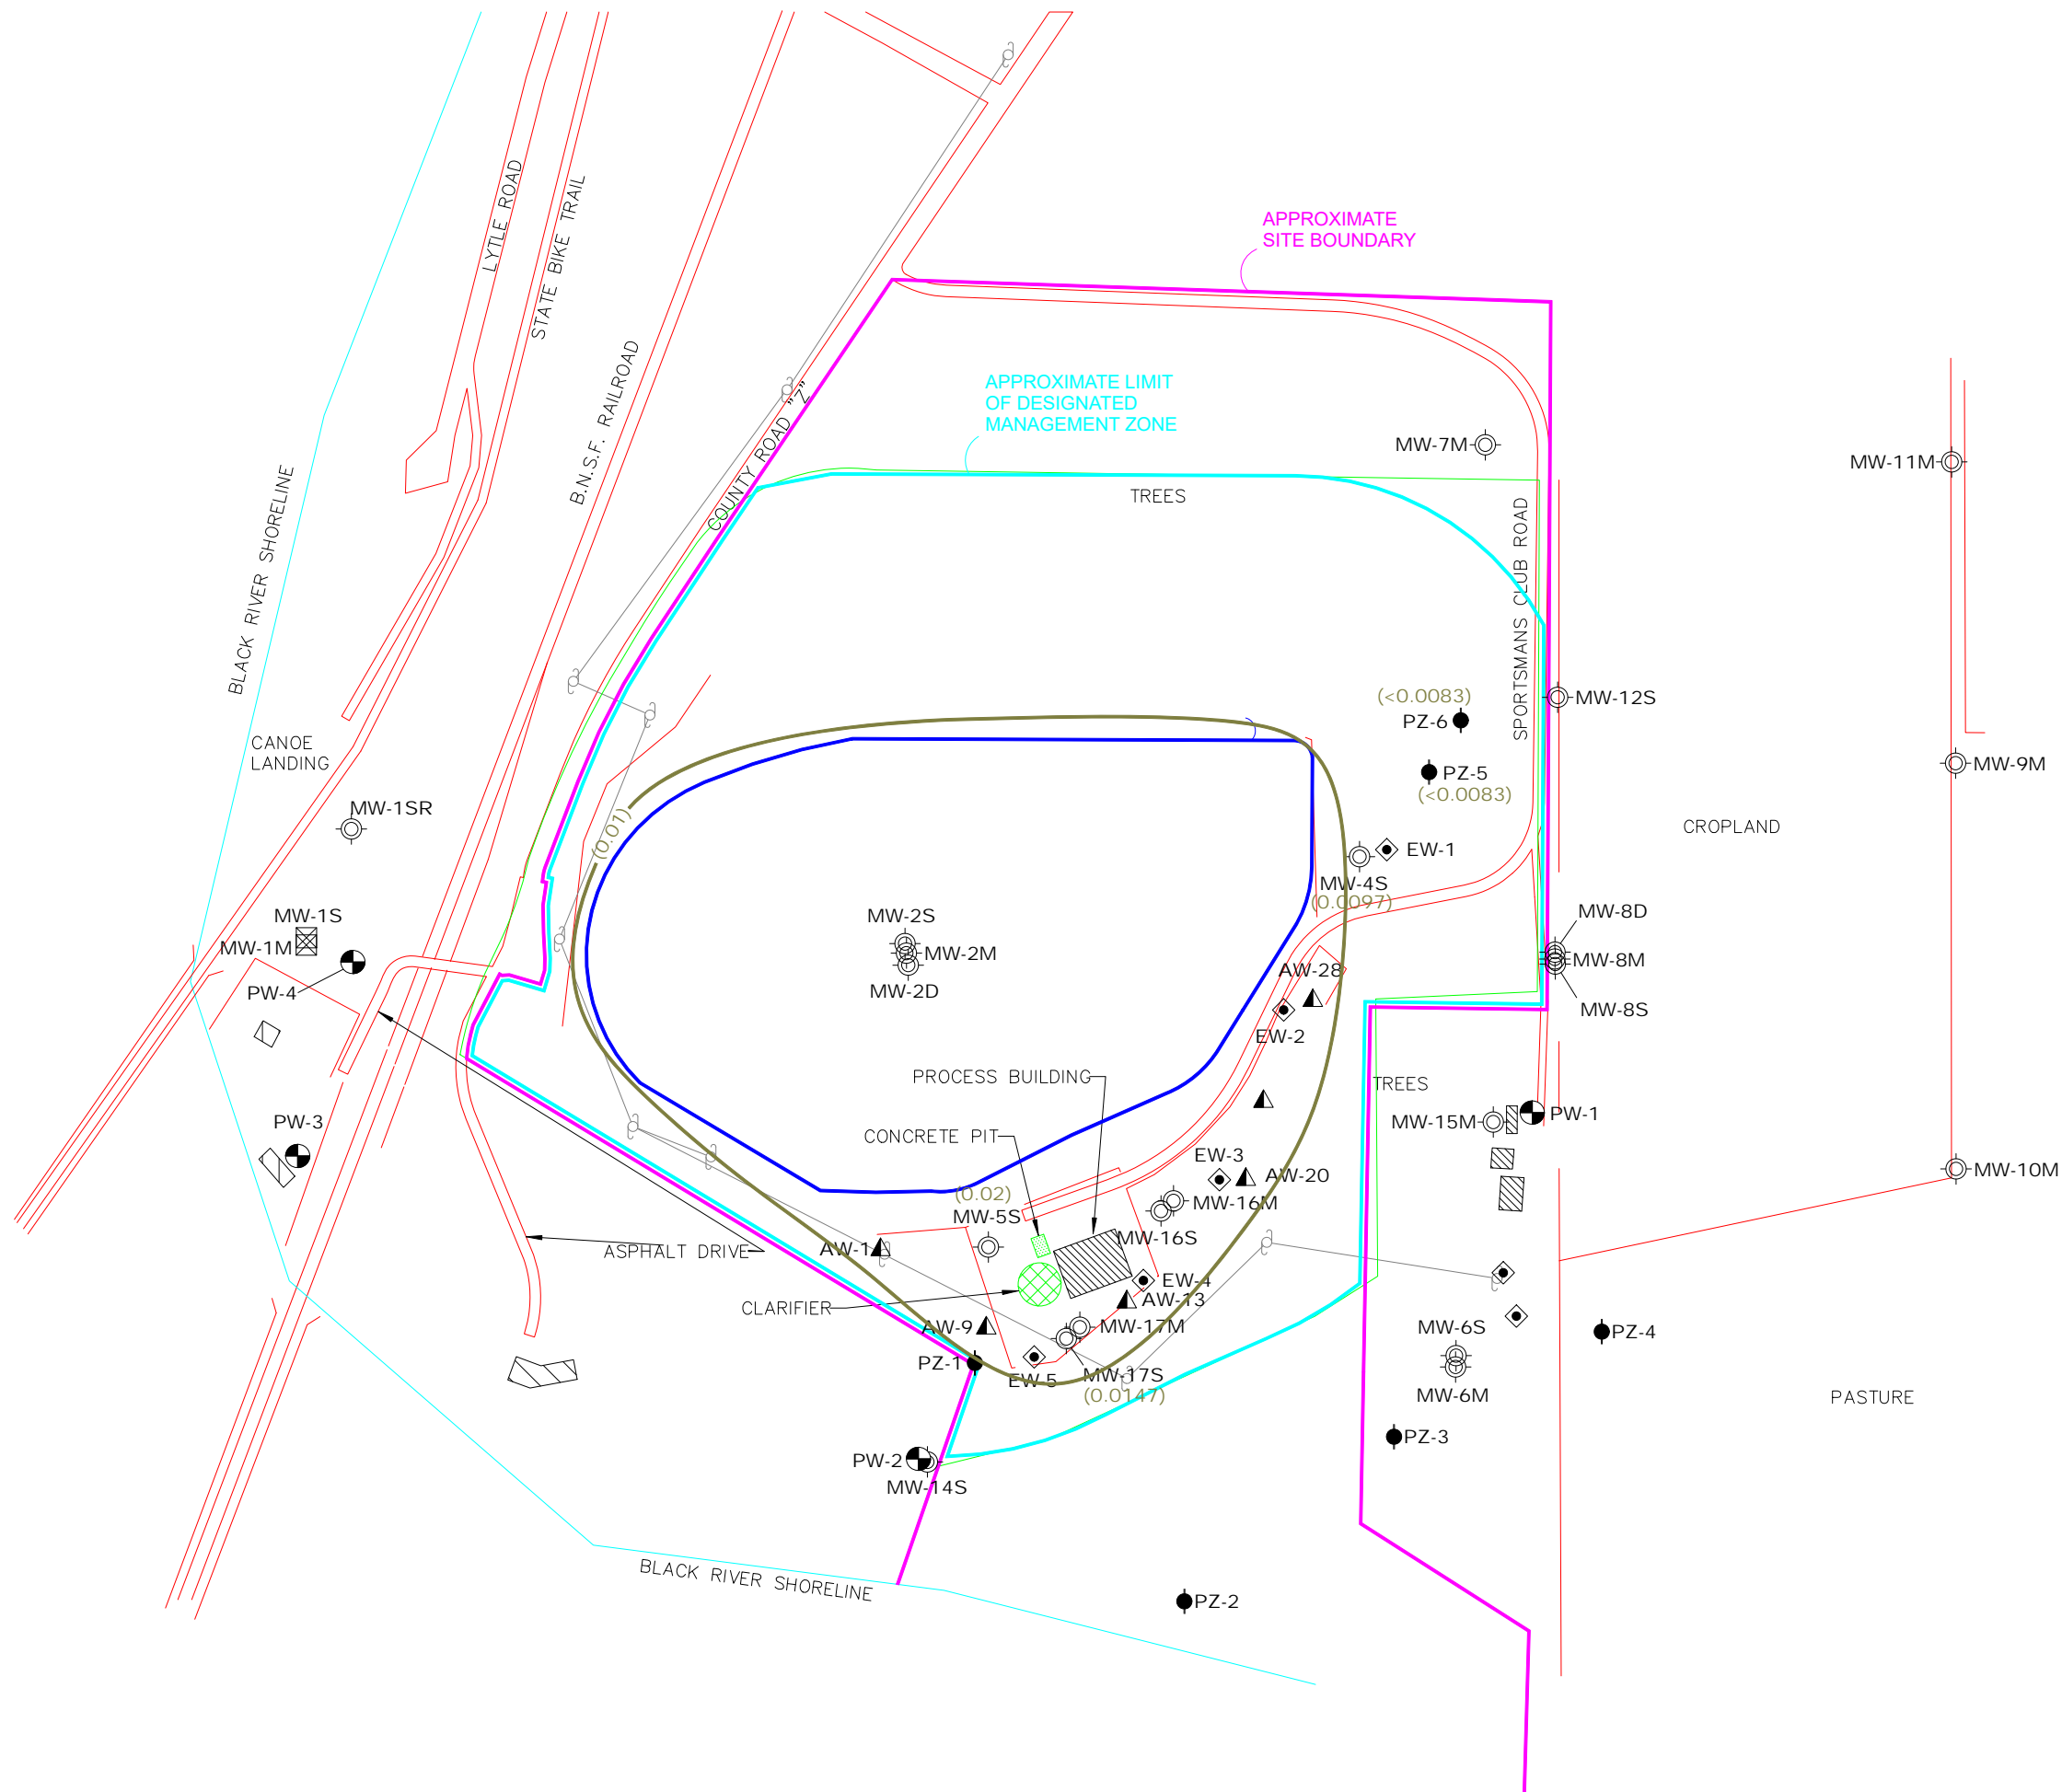 LYTLE ROAD
STATE BIKE TRAIL
B.N.S.F. RAILROAD
COUNTY ROAD "Z"
APPROXIMATE
SITE BOUNDARY
APPROXIMATE LIMIT
OF DESIGNATED
MANAGEMENT ZONE
TREES
MW-7M
MW-11M
BLACK RIVER SHORELINE
SPORTSMANS CLUB ROAD
(<0.0083)
PZ-6
MW-12S
CANOE
LANDING
PZ-5
(<0.0083)
MW-9M
MW-1SR
(0.01)
CROPLAND
EW-1
MW-4S
(0.0097)
MW-1S
MW-1M
PW-4
MW-2S
MW-2M
MW-2D
AW-28
EW-2
MW-8D
MW-8M
MW-8S
PROCESS BUILDING
TREES
PW-3
CONCRETE PIT
MW-15M
PW-1
EW-3
AW-20
MW-10M
(0.02)
MW-5S
MW-16M
MW-16S
ASPHALT DRIVE
AW-1
EW-4
AW-13
CLARIFIER
AW-9
MW-17M
MW-6S
PZ-4
PZ-1
EW-5
MW-17S
(0.0147)
MW-6M
PASTURE
PZ-3
PW-2
MW-14S
BLACK RIVER SHORELINE
PZ-2